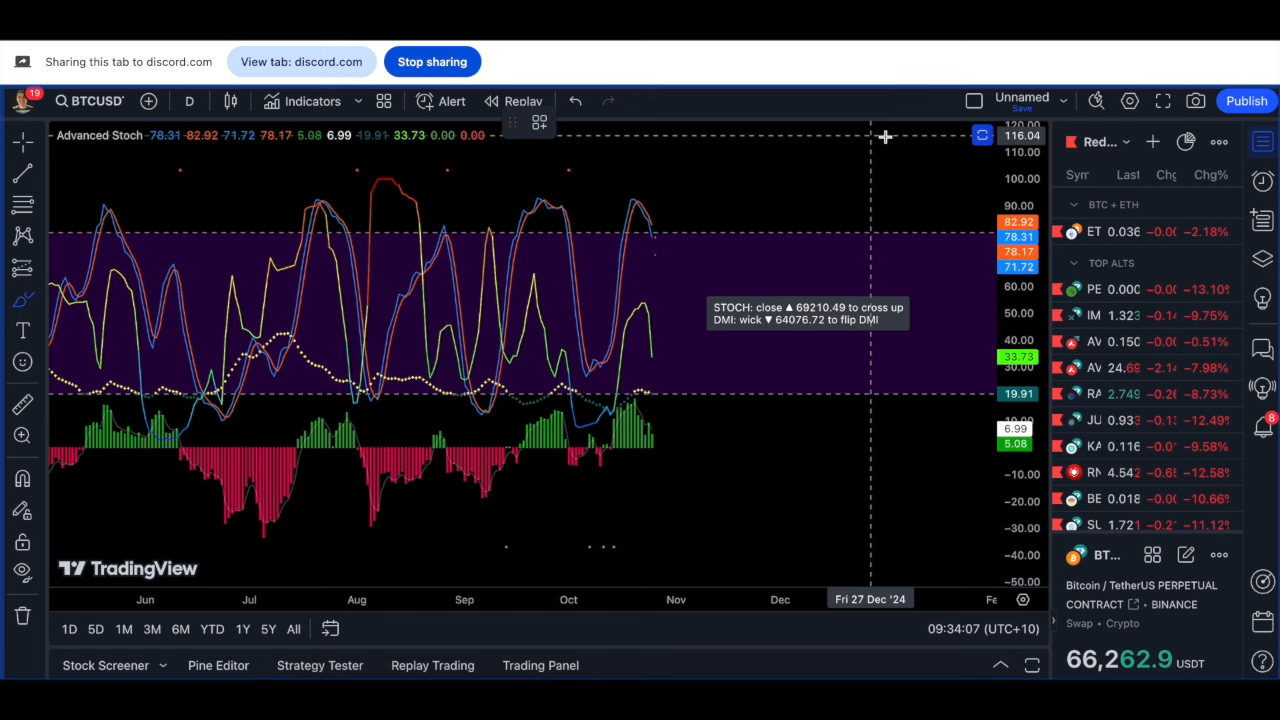 Sharing this tab to discord.com
View tab: discord.com
Stop sharing
19
BTCUSD
D
Indicators
Alert
Replay
Unnamed
Save
Publish
Advanced Stoch 78.31 82.92 71.72 78.17 5.08 6.99 19.91 33.73 0.00 0.00
120.00
116.04
110.00
100.00
90.00
82.92
78.31
78.17
71.72
60.00
50.00
40.00
33.73
30.00
19.91
10.00
6.99
5.08
−10.00
−20.00
−30.00
−40.00
−50.00
STOCH: close ▲ 69210.49 to cross up
DMI: wick ▼ 64076.72 to flip DMI
TradingView
Jun Jul Aug Sep Oct Nov Dec Fri 27 Dec '24 Fe
1D 5D 1M 3M 6M YTD 1Y 5Y All
09:34:07 (UTC+10)
Stock Screener Pine Editor Strategy Tester Replay Trading Trading Panel
Red...
Sym Last Chg Chg%
BTC + ETH
ET 0.036 −0.00 −2.18%
TOP ALTS
PE 0.000 −0.00 −13.10%
IM 1.323 −0.14 −9.75%
AV 0.150 −0.00 −0.51%
AV 24.69 −2.14 −7.98%
RA 2.749 −0.26 −8.73%
JU 0.933 −0.13 −12.49%
KA 0.116 −0.01 −9.58%
RN 4.542 −0.65 −12.58%
BE 0.018 −0.00 −10.66%
SU 1.721 −0.21 −11.12%
8
BT...
Bitcoin / TetherUS PERPETUAL
CONTRACT • BINANCE
Swap • Crypto
66,262.9 USDT